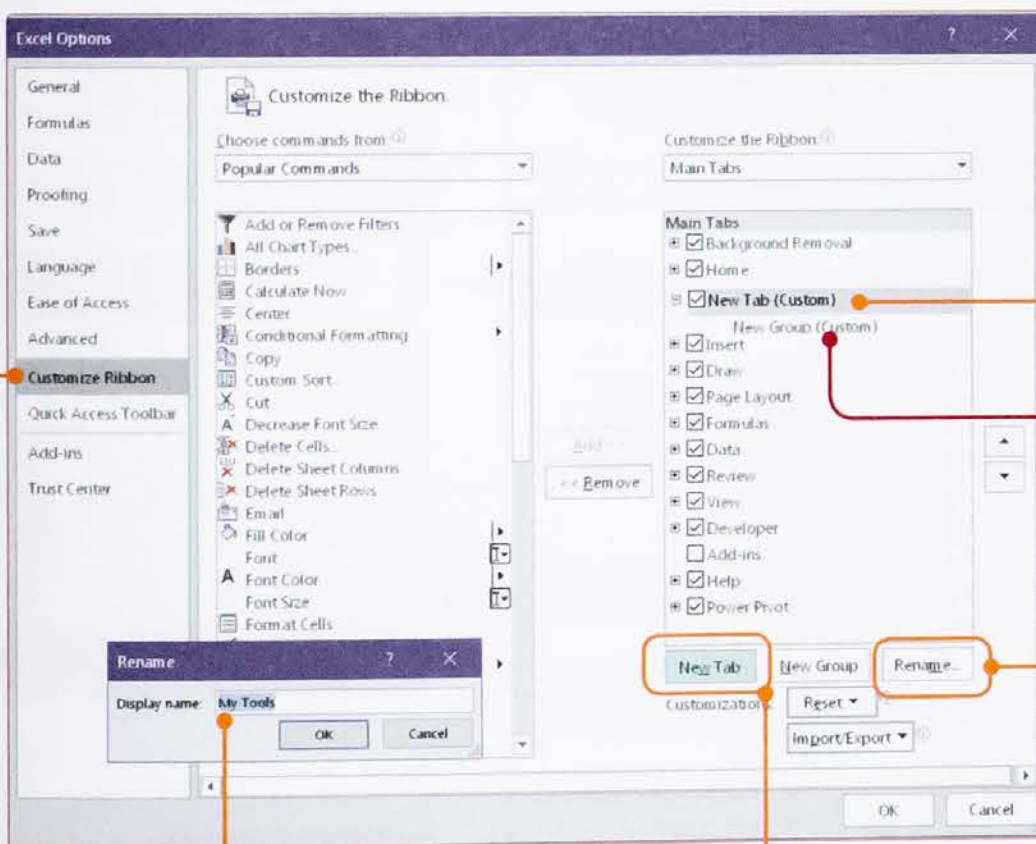 Excel Options
General
Formulas
Data
Proofing
Save
Language
Ease of Access
Advanced
Customize Ribbon
Quick Access Toolbar
Add-ins
Trust Center
Customize the Ribbon.
Choose commands from:
Popular Commands
Add or Remove Filters
All Chart Types...
Borders
Calculate Now
Center
Conditional Formatting
Copy
Custom Sort...
Cut
Decrease Font Size
Delete Cells...
Delete Sheet Columns
Delete Sheet Rows
Email
Fill Color
Font
Font Color
Font Size
Format Cells
Add >>
<< Remove
Customize the Ribbon:
Main Tabs
Main Tabs
Background Removal
Home
New Tab (Custom)
New Group (Custom)
Insert
Draw
Page Layout
Formulas
Data
Review
View
Developer
Add-ins
Help
Power Pivot
New Tab
New Group
Rename...
Customizations:
Reset
Import/Export
Rename
Display name:
My Tools
OK
Cancel
OK
Cancel